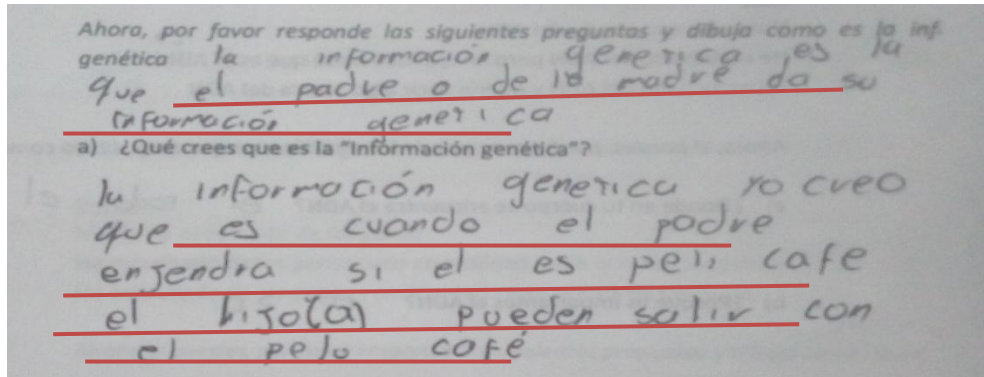 Ahora, por favor responde las siguientes preguntas y dibuja cómo es la inf.
genética la información genetica es la
que el padre o de la madre da su
información genetica
a) ¿Qué crees que es la "Información genética"?
la información genetica yo creo
que es cuando el padre
enjendra si el es peli cafe
el hijo(a) pueden salir con
el pelo café